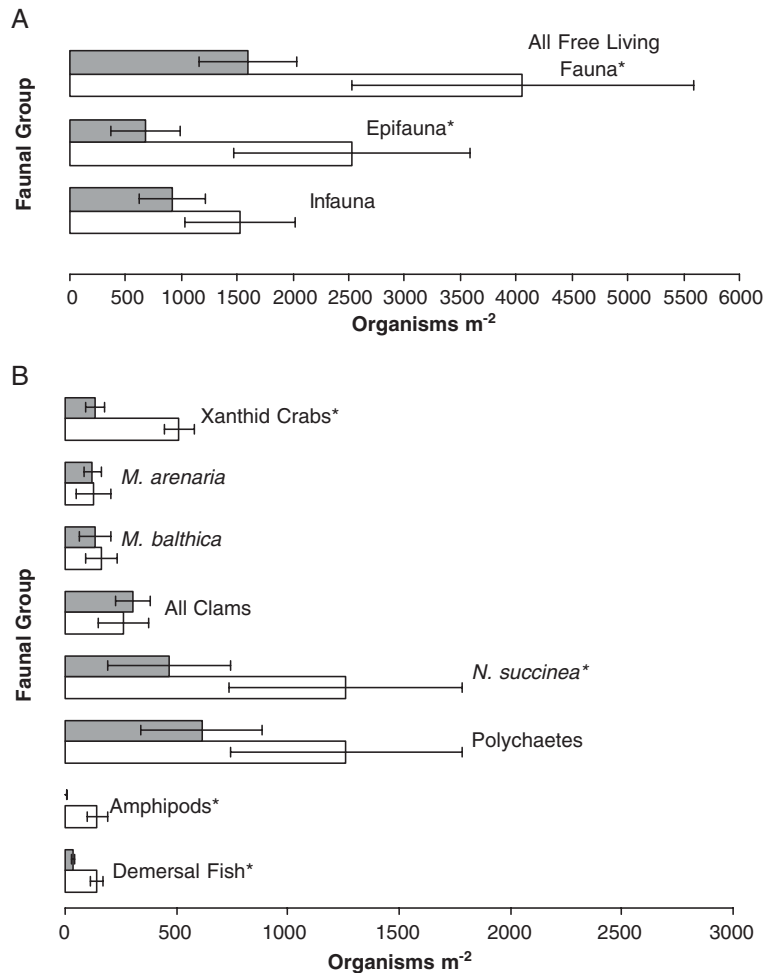 A
Faunal Group
All Free Living
Fauna*
Epifauna*
Infauna
0 500 1000 1500 2000 2500 3000 3500 4000 4500 5000 5500 6000
Organisms m-2
B
Faunal Group
Xanthid Crabs*
M. arenaria
M. balthica
All Clams
N. succinea*
Polychaetes
Amphipods*
Demersal Fish*
0 500 1000 1500 2000 2500 3000
Organisms m-2